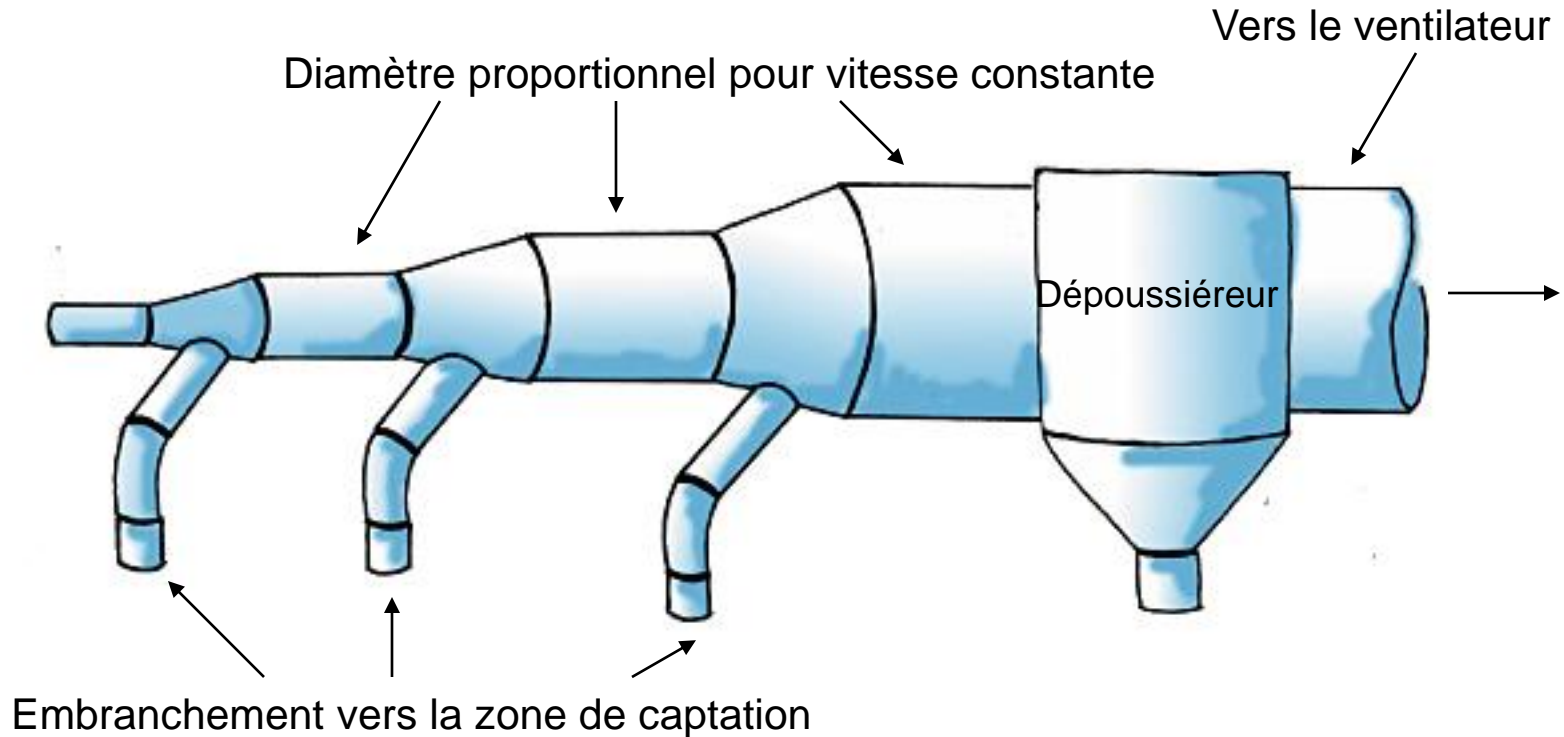 Vers le ventilateur
Diamètre proportionnel pour vitesse constante
Dépoussiéreur
Embranchement vers la zone de captation